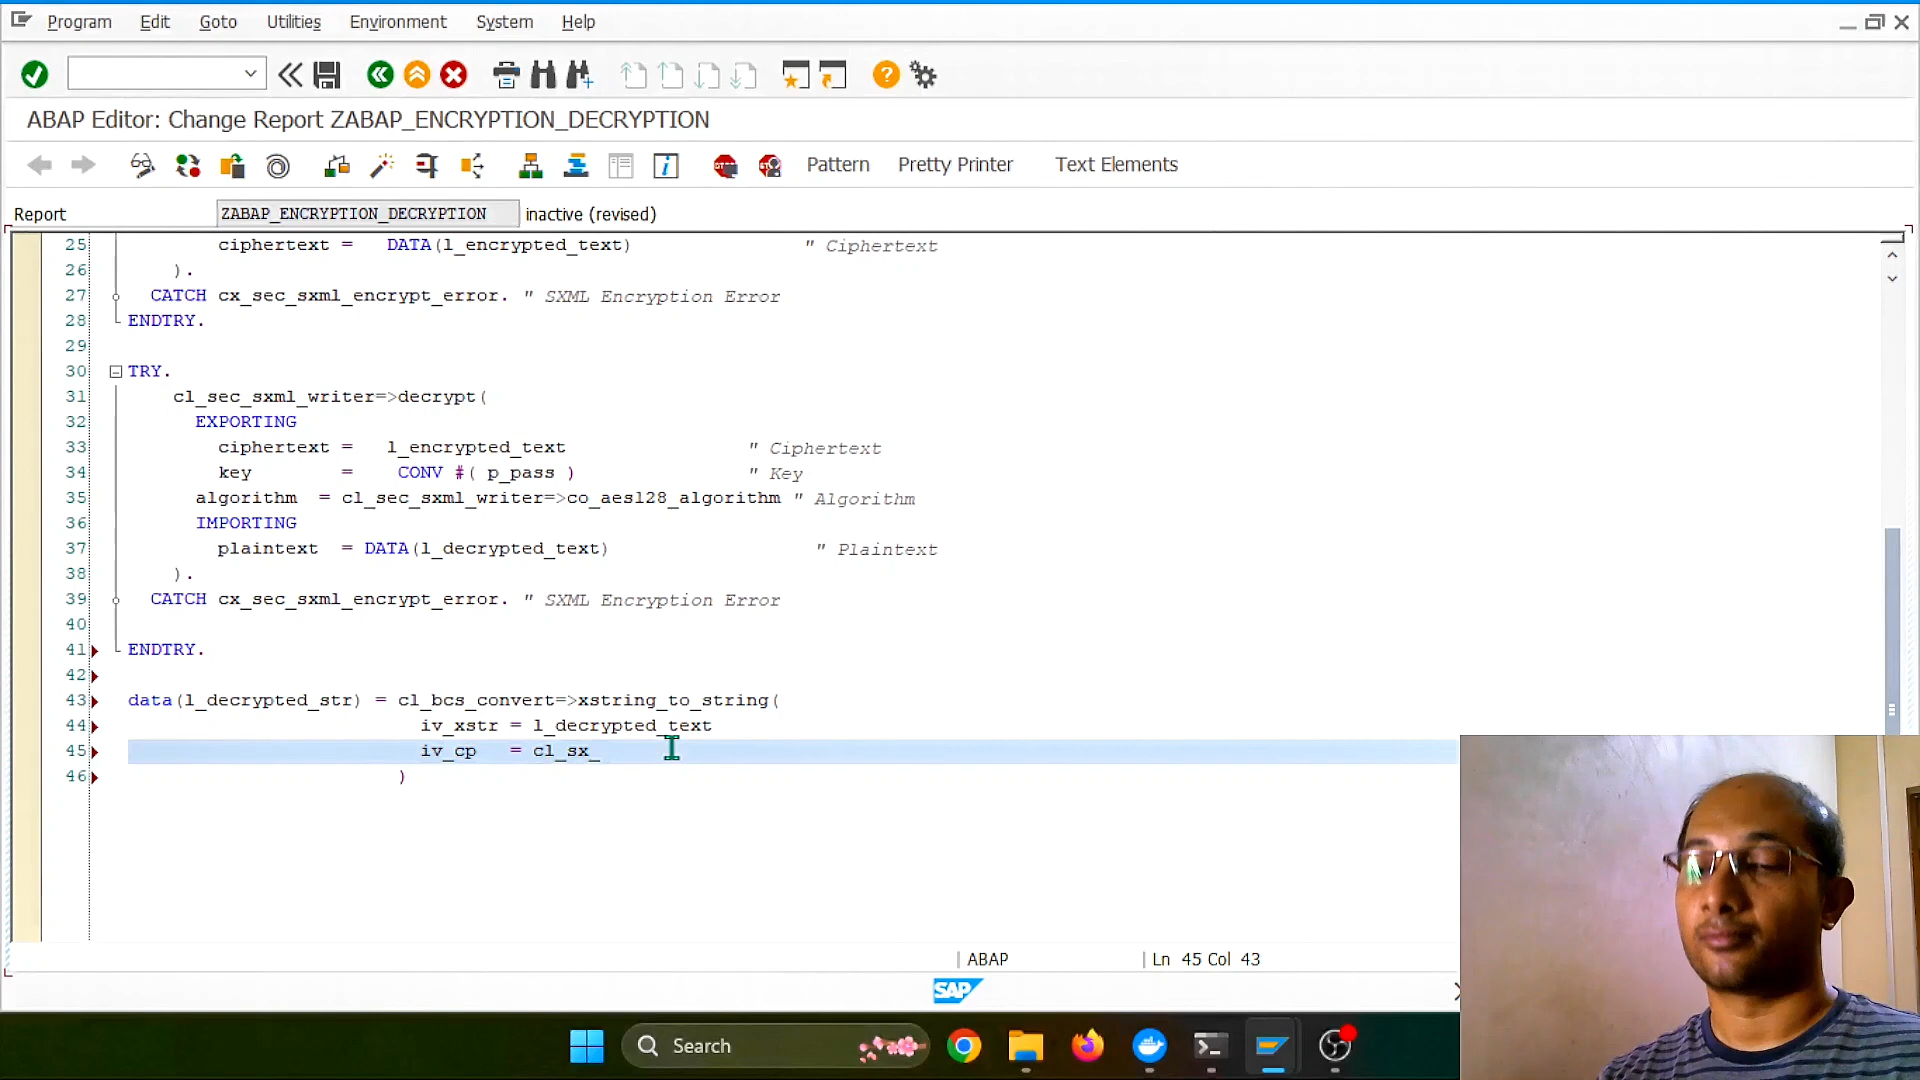 Program Edit Goto Utilities Environment System Help
ABAP Editor: Change Report ZABAP_ENCRYPTION_DECRYPTION
Pattern Pretty Printer Text Elements
Report ZABAP_ENCRYPTION_DECRYPTION inactive (revised)
25 ciphertext = DATA(l_encrypted_text) " Ciphertext
26 ).
27 CATCH cx_sec_sxml_encrypt_error. " SXML Encryption Error
28 ENDTRY.
29
30 TRY.
31 cl_sec_sxml_writer=>decrypt(
32 EXPORTING
33 ciphertext = l_encrypted_text " Ciphertext
34 key = CONV #( p_pass ) " Key
35 algorithm = cl_sec_sxml_writer=>co_aes128_algorithm " Algorithm
36 IMPORTING
37 plaintext = DATA(l_decrypted_text) " Plaintext
38 ).
39 CATCH cx_sec_sxml_encrypt_error. " SXML Encryption Error
40
41 ENDTRY.
42
43 data(l_decrypted_str) = cl_bcs_convert=>xstring_to_string(
44 iv_xstr = l_decrypted_text
45 iv_cp = cl_sx_
46 )
ABAP Ln 45 Col 43
SAP
Search